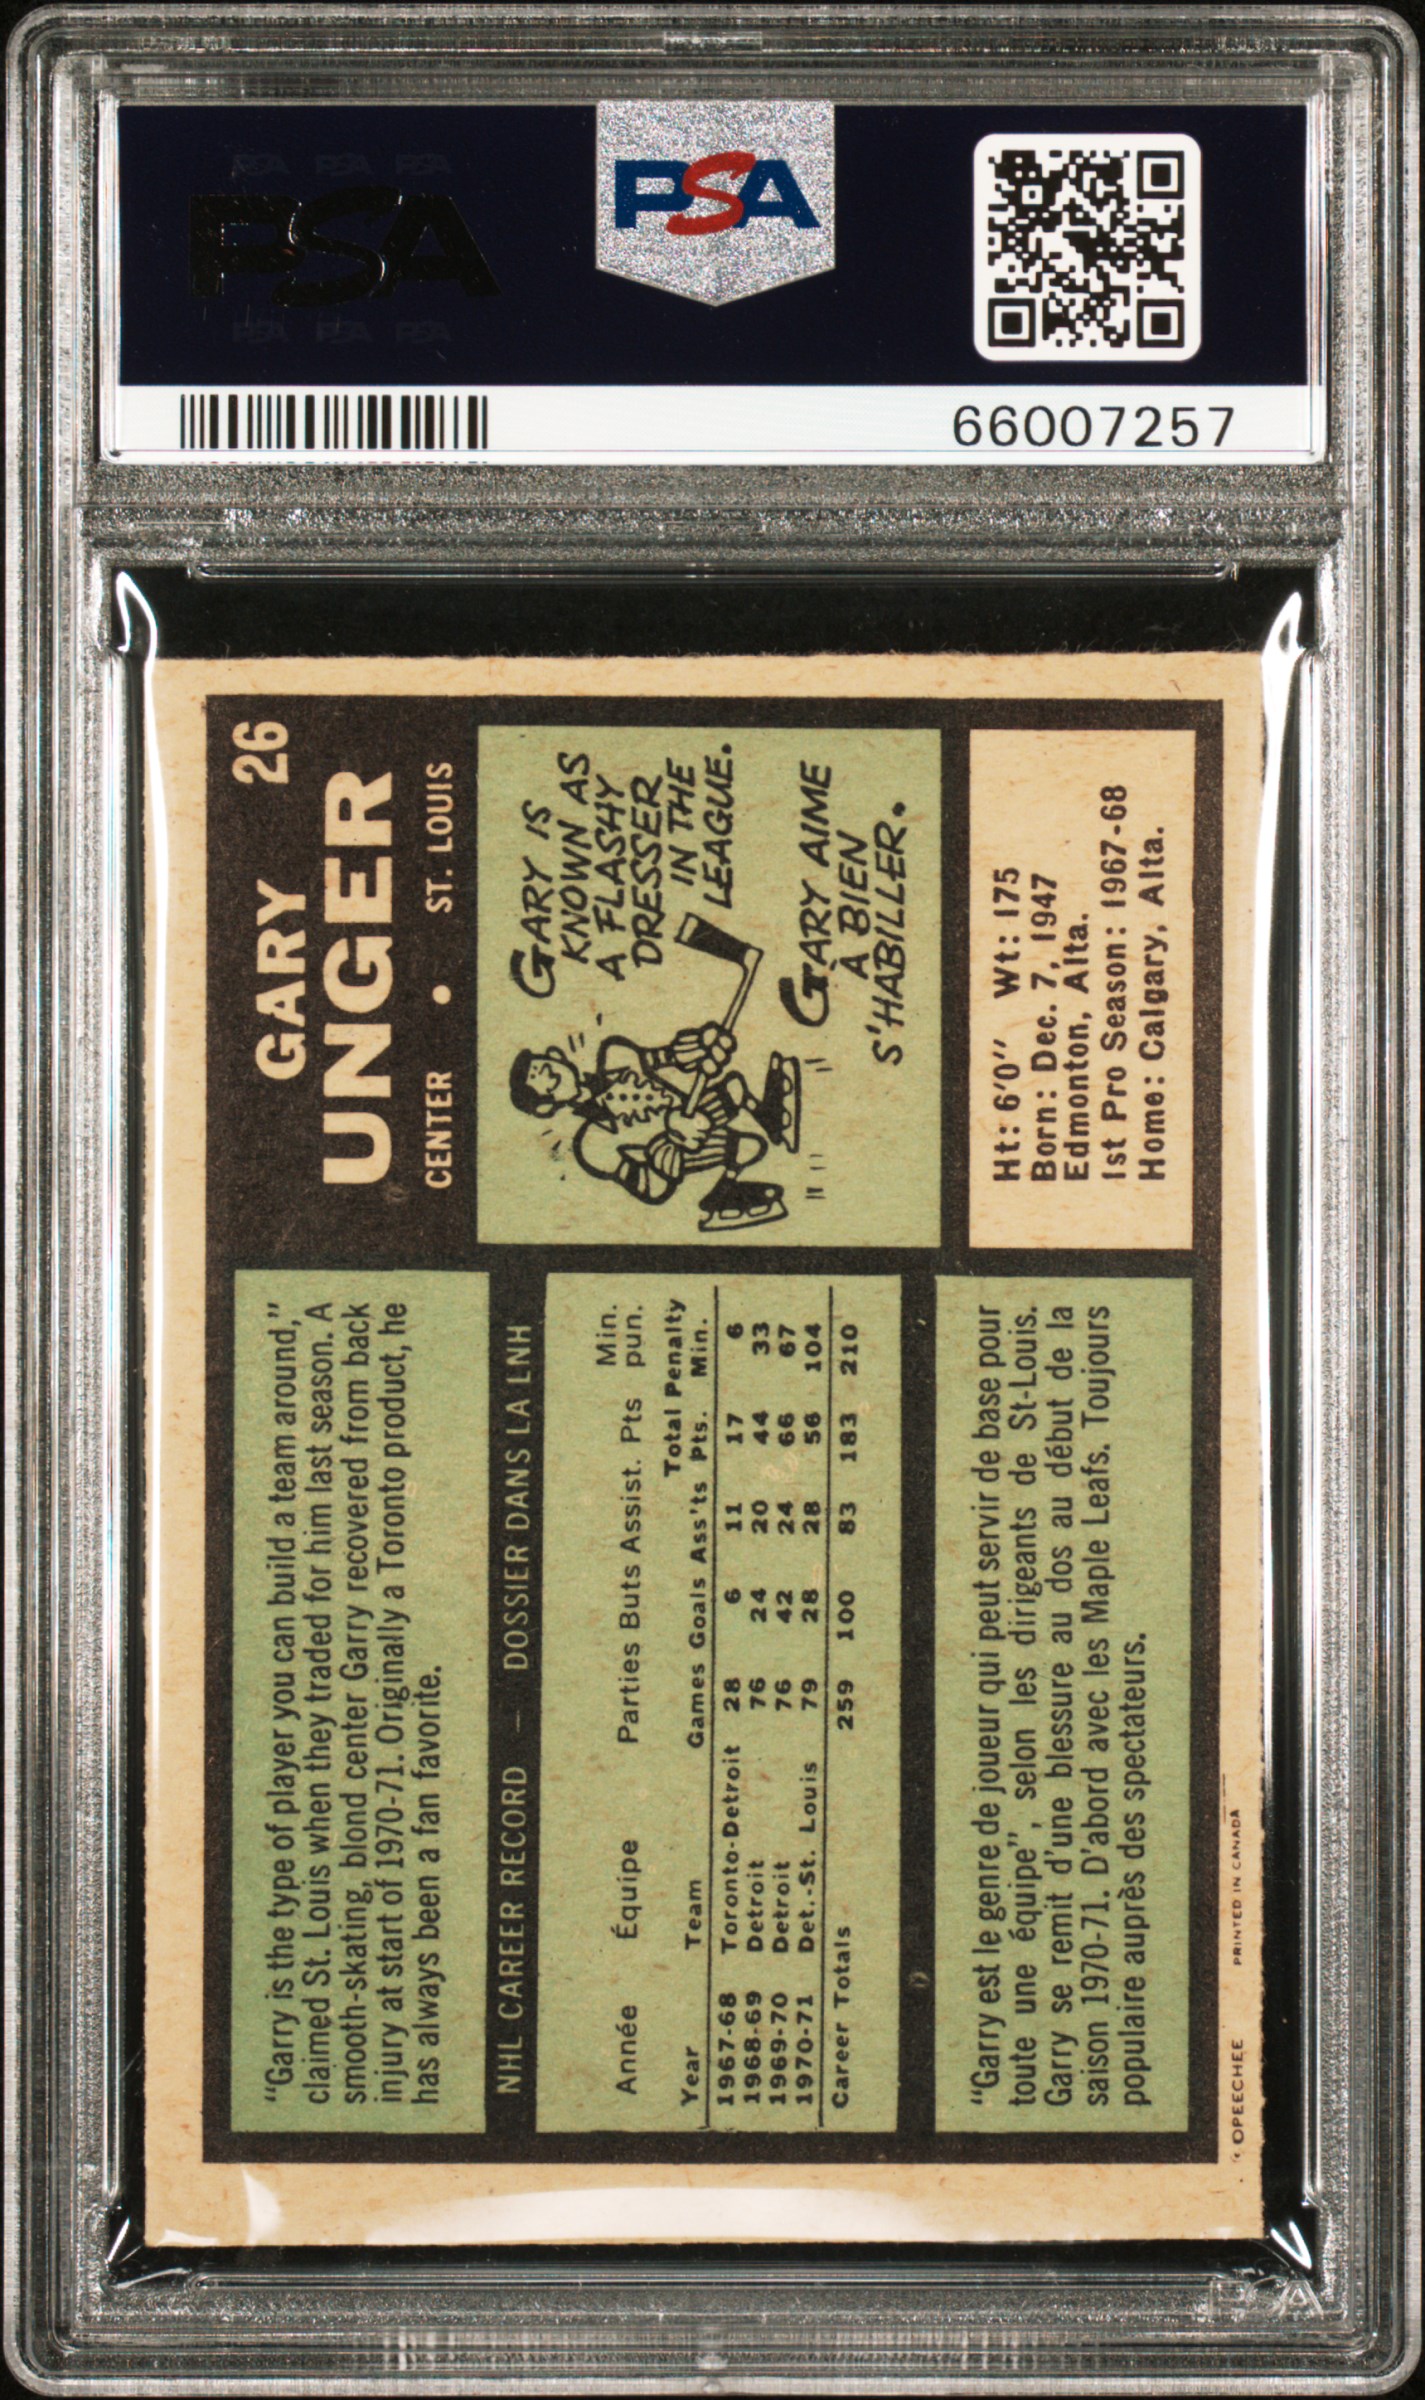 PSA
PSA
66007257
GARY 26
UNGER
CENTER • ST. LOUIS
GARY IS
KNOWN AS
A FLASHY
DRESSER
IN THE
LEAGUE.
GARY AIME
À BIEN
S'HABILLER.
Ht: 6'0" Wt: 175
Born: Dec. 7, 1947
Edmonton, Alta.
1st Pro Season: 1967-68
Home: Calgary, Alta.
"Garry is the type of player you can build a team around,"
claimed St. Louis when they traded for him last season. A
smooth-skating, blond center Garry recovered from back
injury at start of 1970-71. Originally a Toronto product, he
has always been a fan favorite.
NHL CAREER RECORD — DOSSIER DANS LA LNH
Min.
Année Équipe Parties Buts Assist. Pts pun.
Total Penalty
Year Team Games Goals Ass'ts Pts. Min.
1967-68 Toronto-Detroit 28 6 11 17 6
1968-69 Detroit 76 24 20 44 33
1969-70 Detroit 76 42 24 66 67
1970-71 Det.-St. Louis 79 28 28 56 104
Career Totals 259 100 83 183 210
"Garry est le genre de joueur qui peut servir de base pour
toute une équipe", selon les dirigeants de St-Louis.
Garry se remit d'une blessure au dos au début de la
saison 1970-71. D'abord avec les Maple Leafs. Toujours
populaire auprès des spectateurs.
OPEECHEE PRINTED IN CANADA
PSA